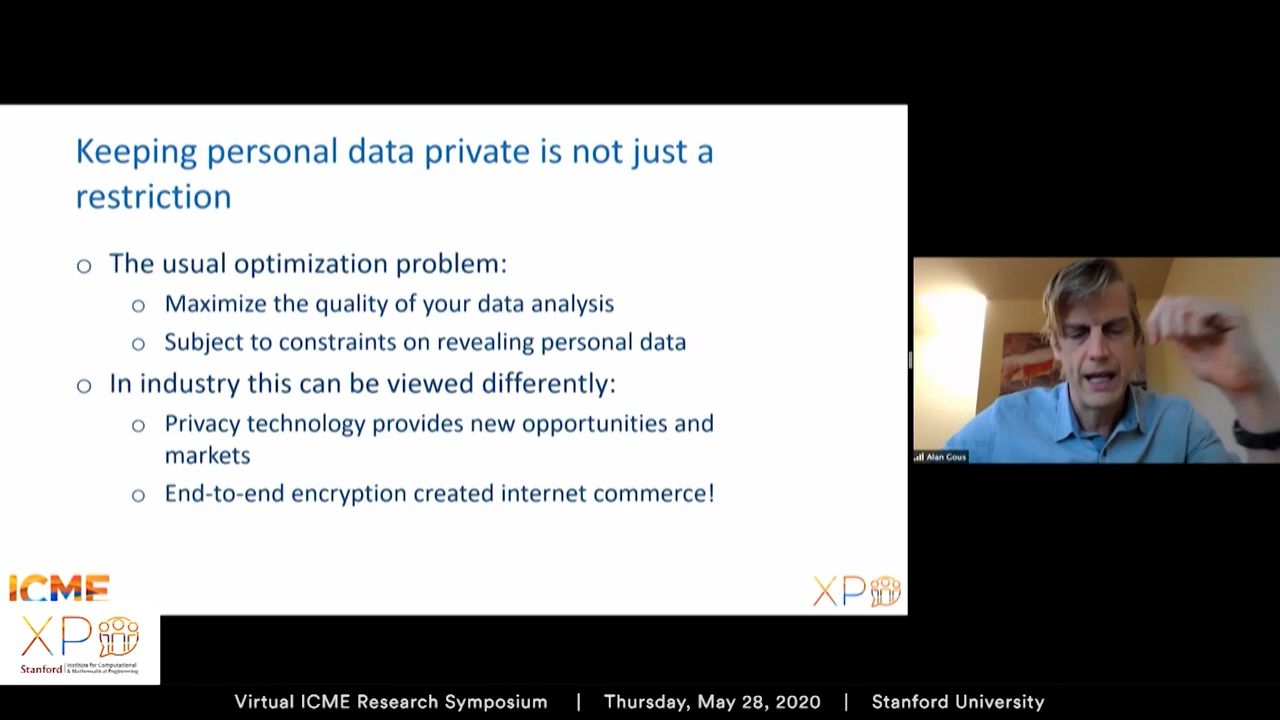 Keeping personal data private is not just a
restriction
o The usual optimization problem:
o Maximize the quality of your data analysis
o Subject to constraints on revealing personal data
o In industry this can be viewed differently:
o Privacy technology provides new opportunities and
markets
o End-to-end encryption created internet commerce!
Alan Gous
ICME
XP
XP
Stanford Institute for Computational
& Mathematical Engineering
Virtual ICME Research Symposium | Thursday, May 28, 2020 | Stanford University